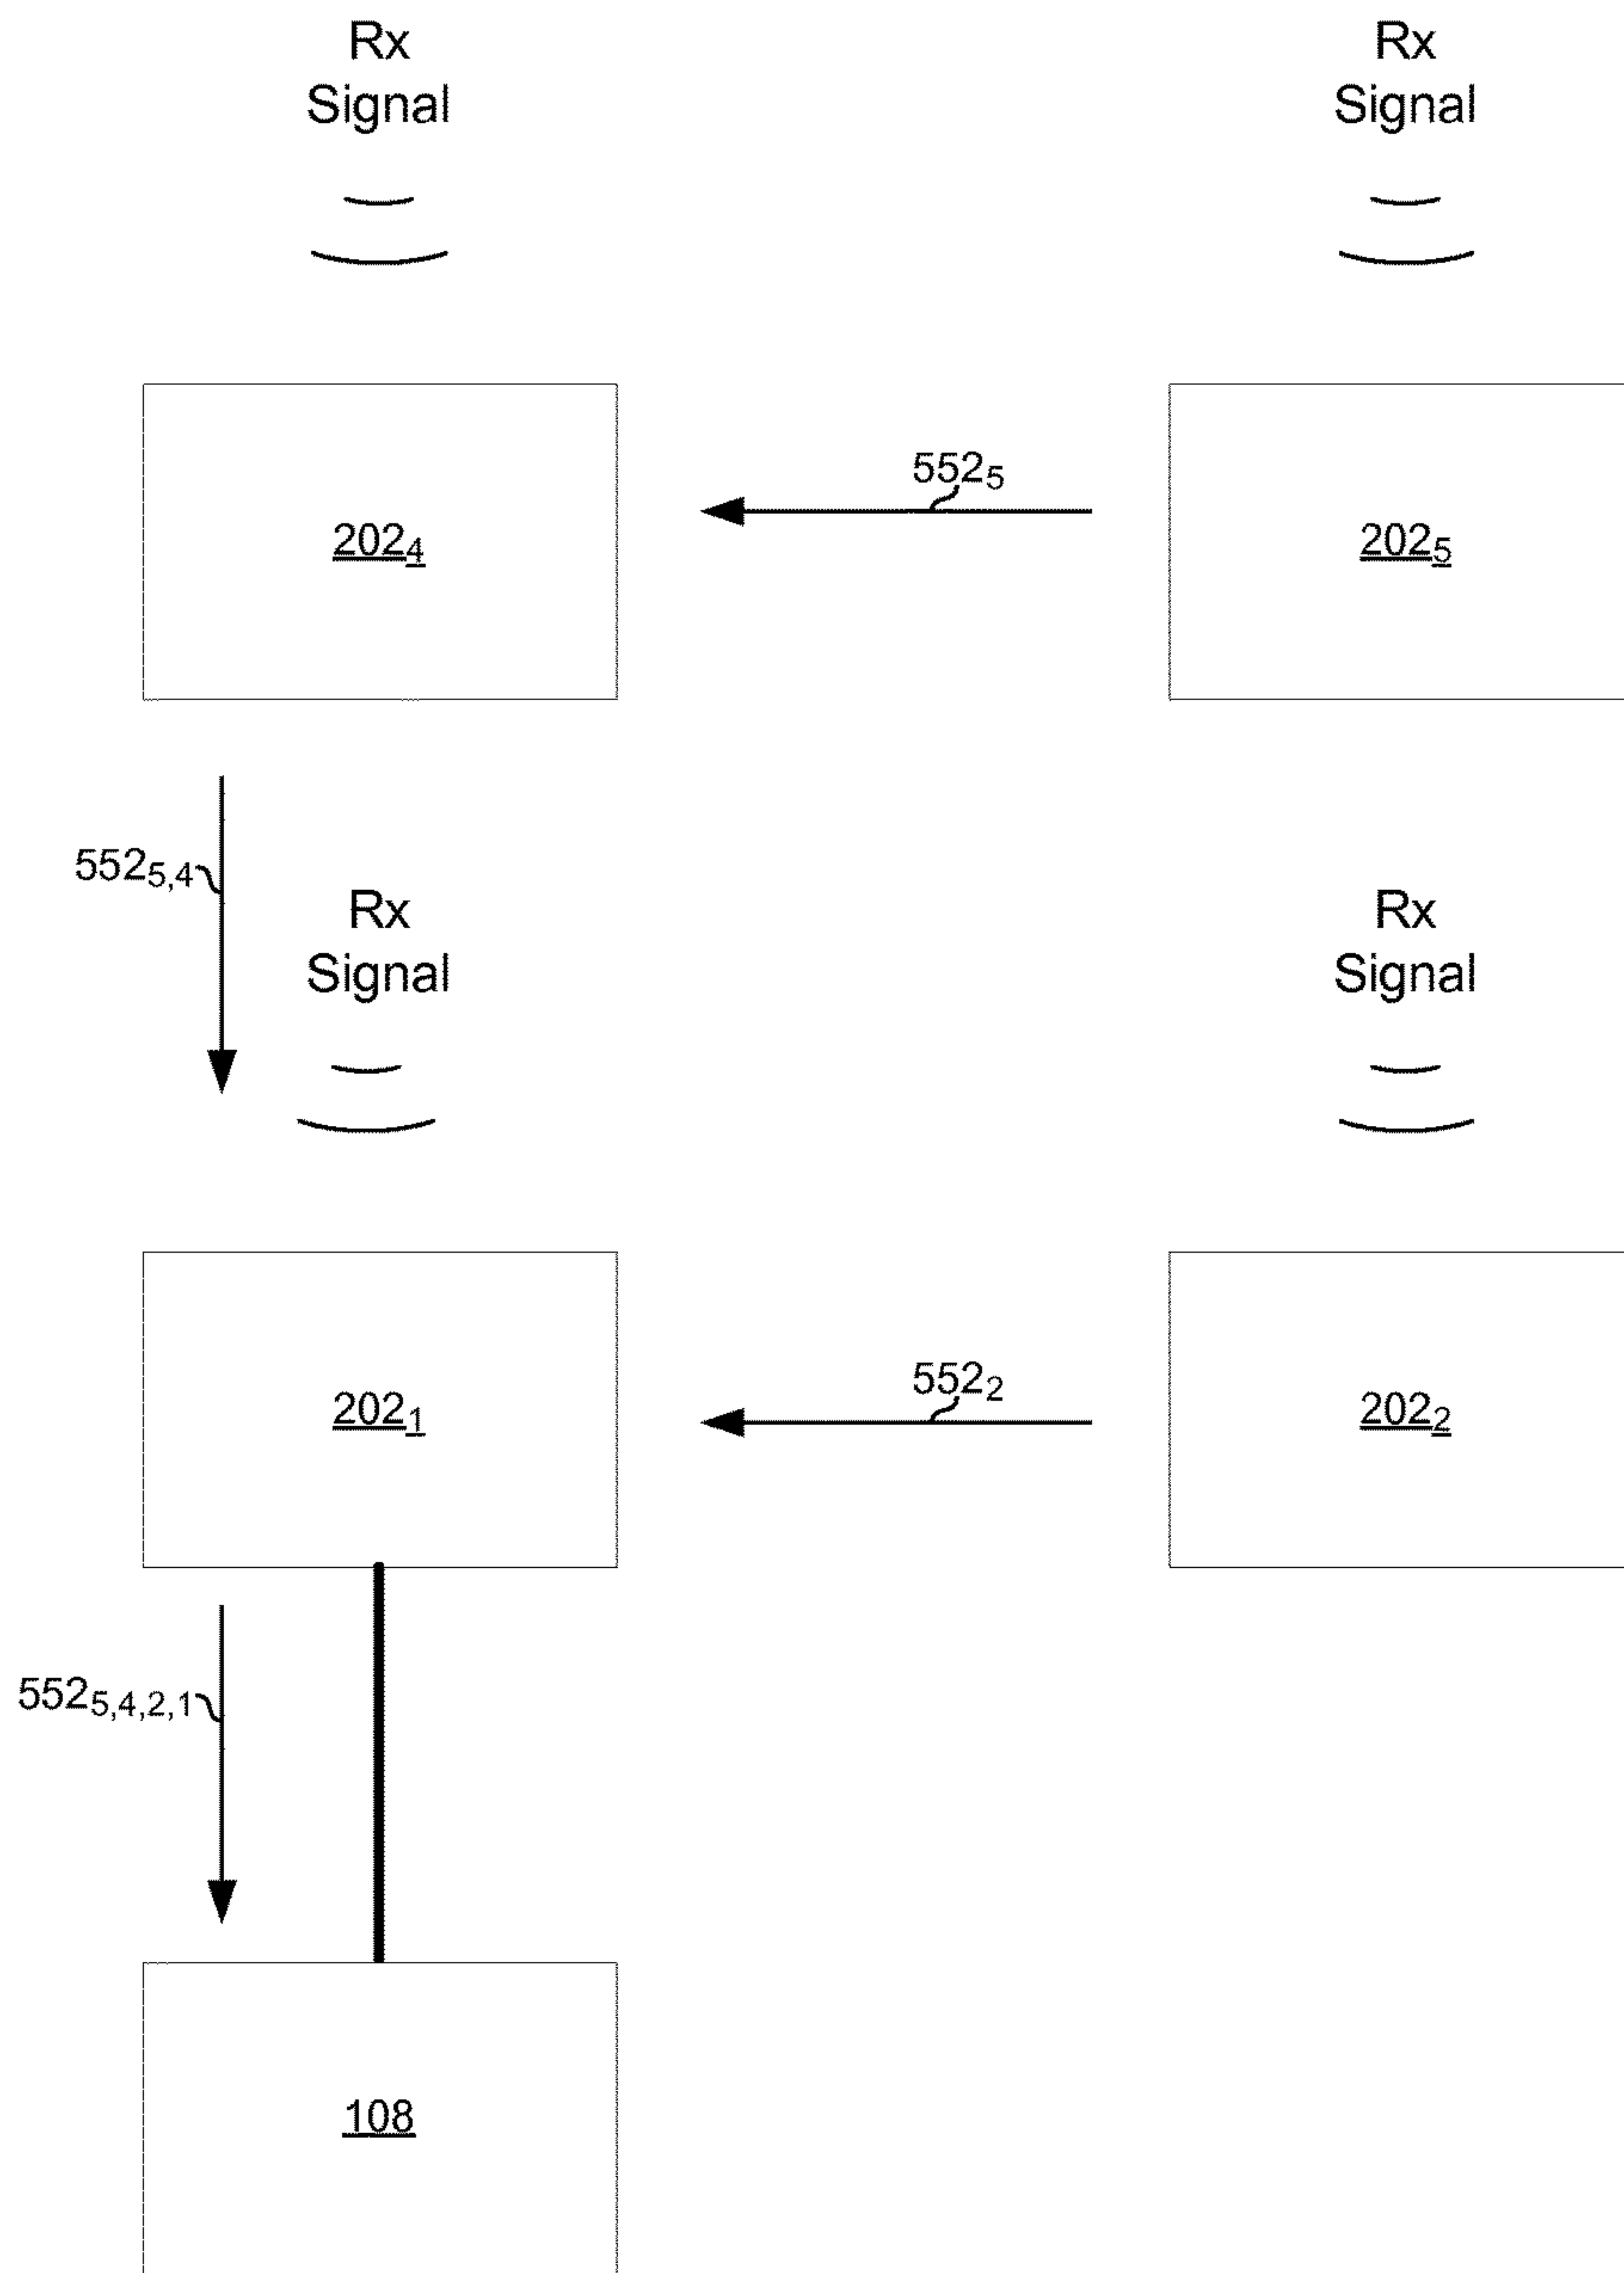 Rx
Signal
Rx
Signal
552₅
202₄
202₅
552₅,₄
Rx
Signal
Rx
Signal
552₂
202₁
202₂
552₅,₄,₂,₁
108